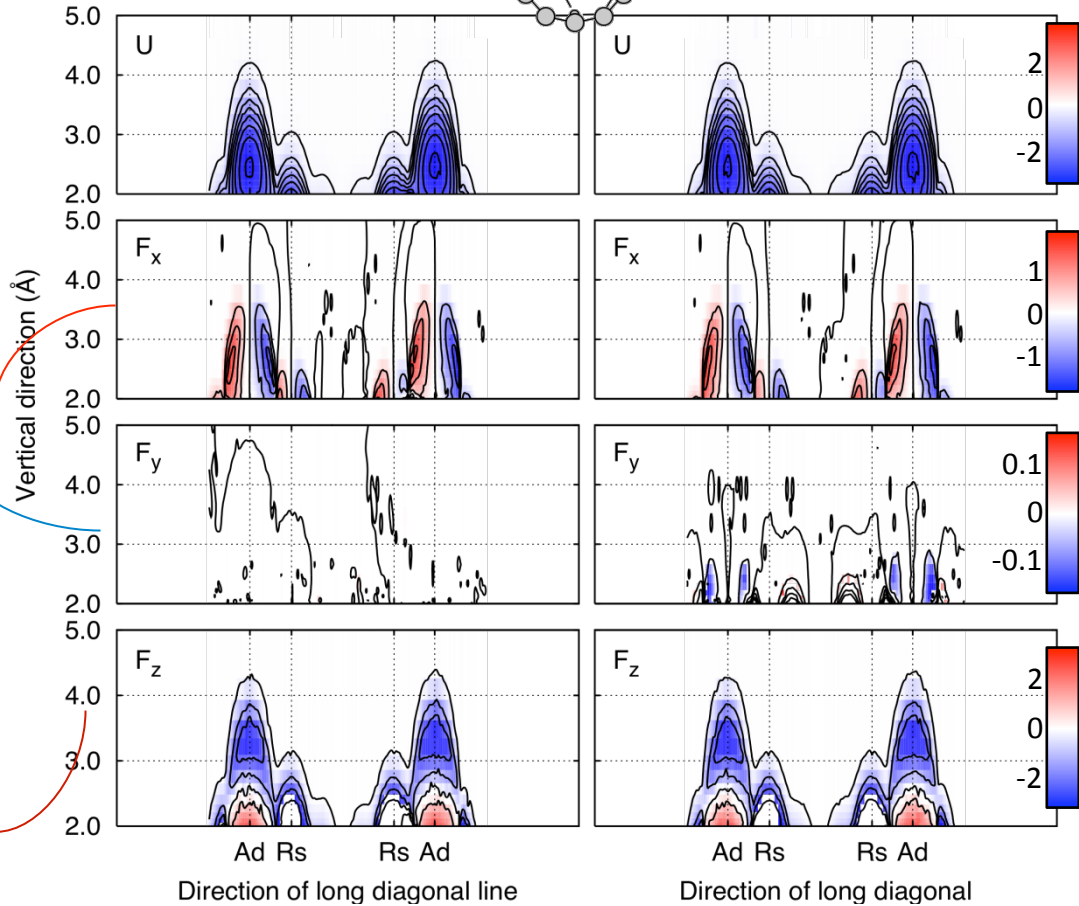 5.0
U
U
4.0
3.0
2.0
2
0
-2
5.0
Fx
Fx
4.0
3.0
2.0
1
0
-1
Vertical direction (Å)
5.0
Fy
Fy
4.0
3.0
2.0
0.1
0
-0.1
5.0
Fz
Fz
4.0
3.0
2.0
2
0
-2
Ad Rs Rs Ad
Ad Rs Rs Ad
Direction of long diagonal line
Direction of long diagonal